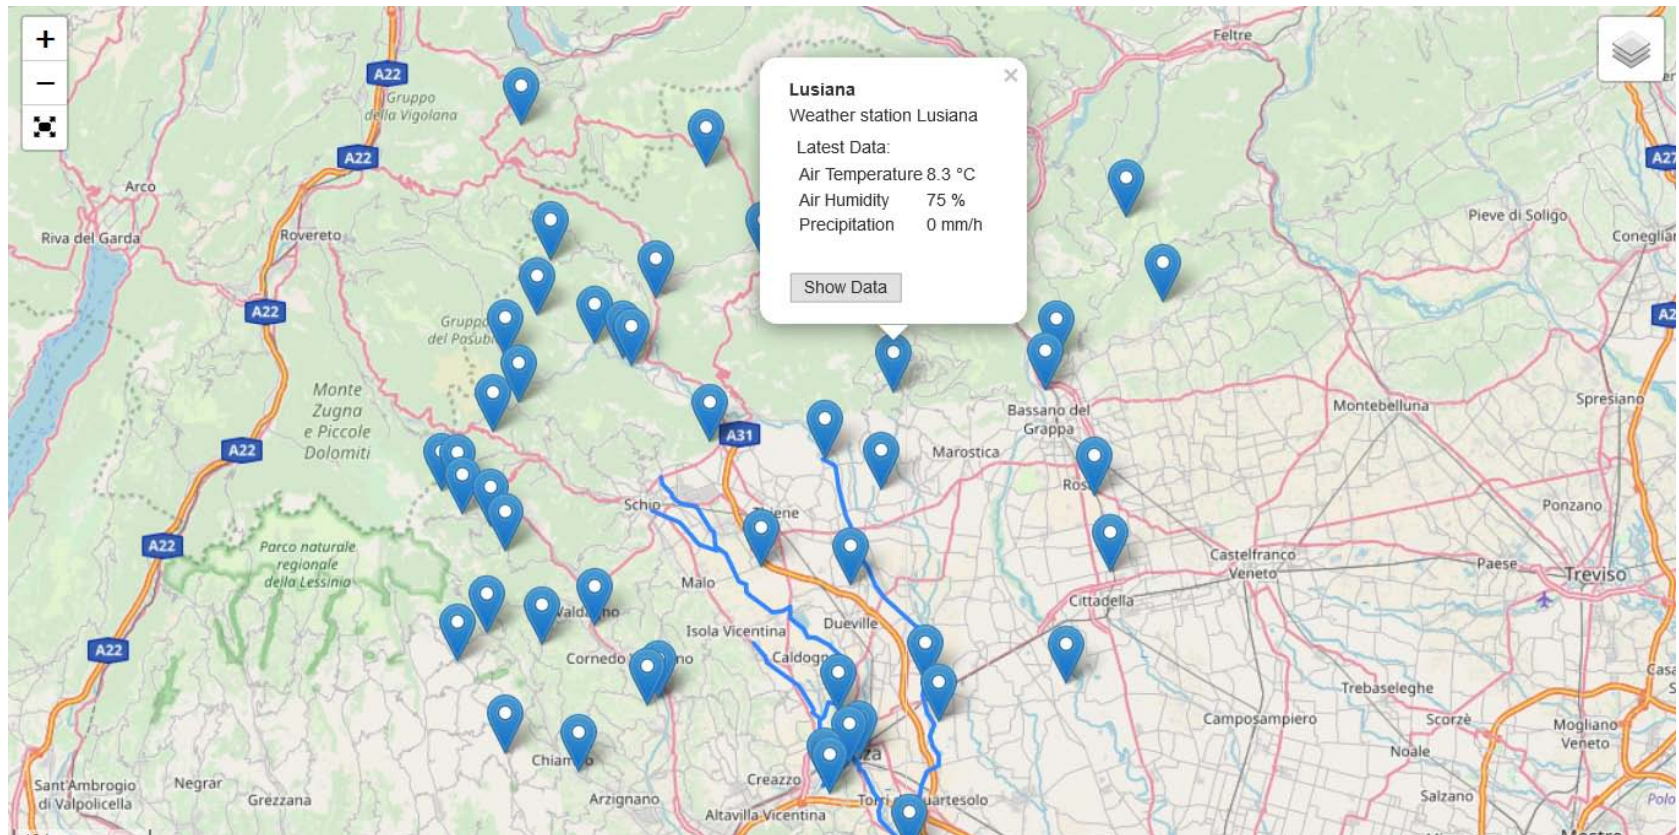 +
−
Feltre
A22
Gruppo
della Vigolana
A22
A27
Arco
Riva del Garda
Rovereto
Lusiana
Weather station Lusiana
Latest Data:
Air Temperature 8.3 °C
Air Humidity 75 %
Precipitation 0 mm/h
Show Data
×
Pieve di Soligo
A22
Gruppo
del Pasubio
Monte
Zugna
e Piccole
Dolomiti
Bassano del
Grappa
Montebelluna
Spresiano
A22
A31
Marostica
Schio
Thiene
Ponzano
A22
Parco naturale
regionale
della Lessinia
Castelfranco
Veneto
Paese
Treviso
Malo
Cittadella
Valdagno
Isola Vicentina
Dueville
A22
Cornedo
Caldogno
Trebaseleghe
Camposampiero
Scorzè
Mogliano
Veneto
Noale
Chiampo
Sant'Ambrogio
di Valpolicella
Negrar
Grezzana
Creazzo
Arzignano
Altavilla Vicentina
Torri
Salzano